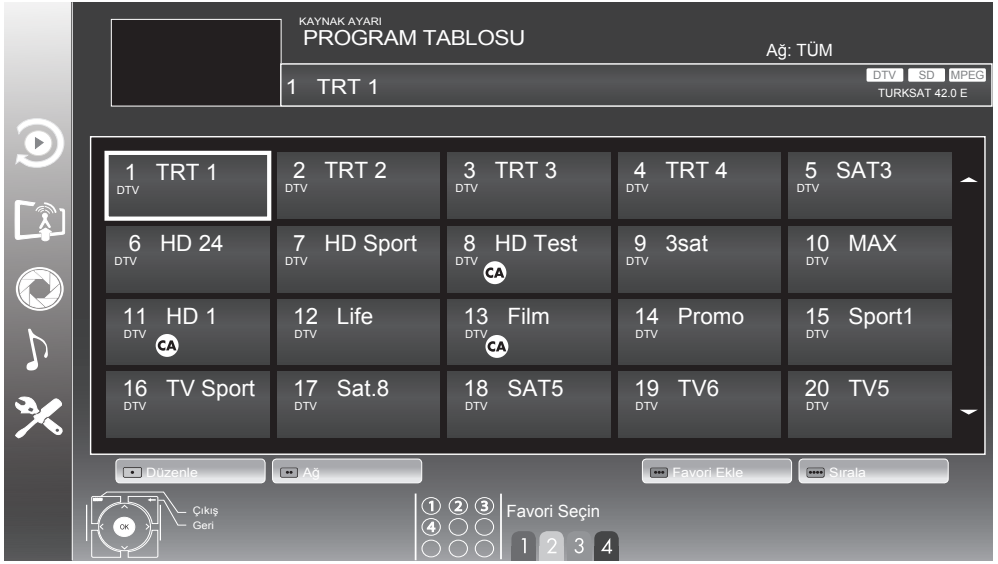 KAYNAK AYARI
PROGRAM TABLOSU
Ağ: TÜM
1 TRT 1
DTV SD MPEG
TURKSAT 42.0 E
1 TRT 1
DTV
2 TRT 2
DTV
3 TRT 3
DTV
4 TRT 4
DTV
5 SAT3
DTV
6 HD 24
DTV
7 HD Sport
DTV
8 HD Test
DTV
CA
9 3sat
DTV
10 MAX
DTV
11 HD 1
DTV
CA
12 Life
DTV
13 Film
DTV
CA
14 Promo
DTV
15 Sport1
DTV
16 TV Sport
DTV
17 Sat.8
DTV
18 SAT5
DTV
19 TV6
DTV
20 TV5
DTV
Düzenle
Ağ
Favori Ekle
Sırala
OK
Çıkış
Geri
1 2 3
4
Favori Seçin
1 2 3 4